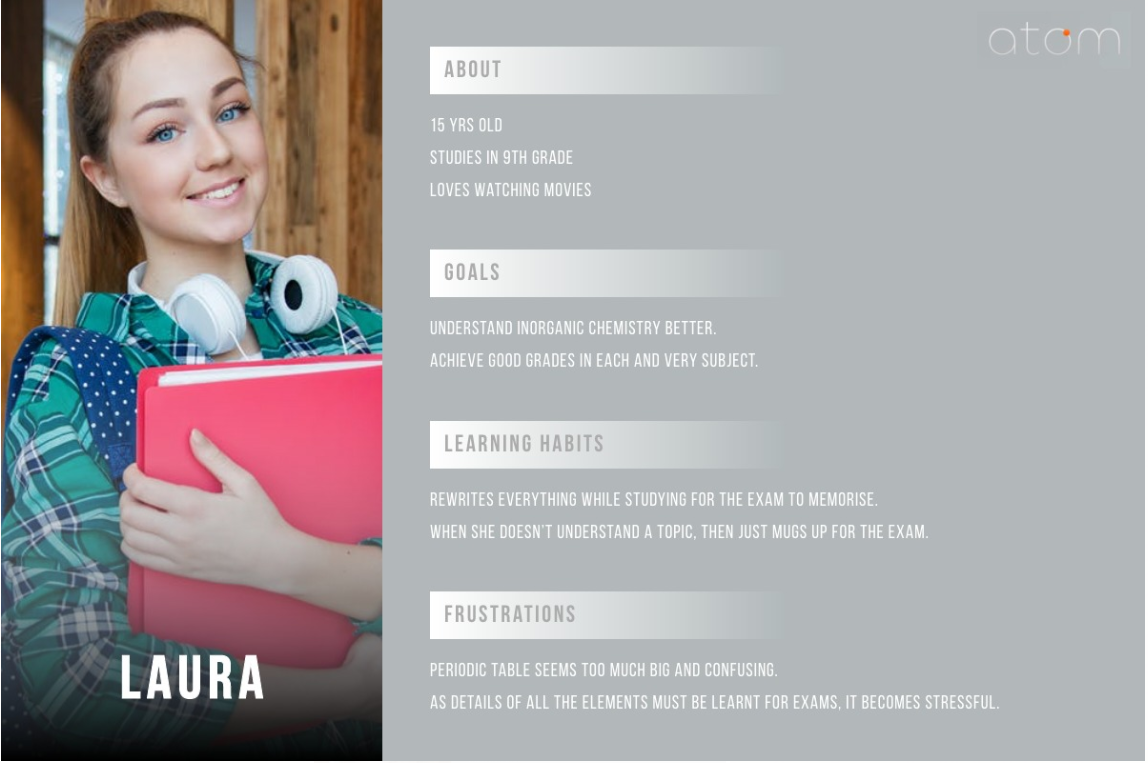 atom
ABOUT
15 YRS OLD
STUDIES IN 9TH GRADE
LOVES WATCHING MOVIES
GOALS
UNDERSTAND INORGANIC CHEMISTRY BETTER.
ACHIEVE GOOD GRADES IN EACH AND VERY SUBJECT.
LEARNING HABITS
REWRITES EVERYTHING WHILE STUDYING FOR THE EXAM TO MEMORISE.
WHEN SHE DOESN'T UNDERSTAND A TOPIC, THEN JUST MUGS UP FOR THE EXAM.
FRUSTRATIONS
PERIODIC TABLE SEEMS TOO MUCH BIG AND CONFUSING.
AS DETAILS OF ALL THE ELEMENTS MUST BE LEARNT FOR EXAMS, IT BECOMES STRESSFUL.
LAURA